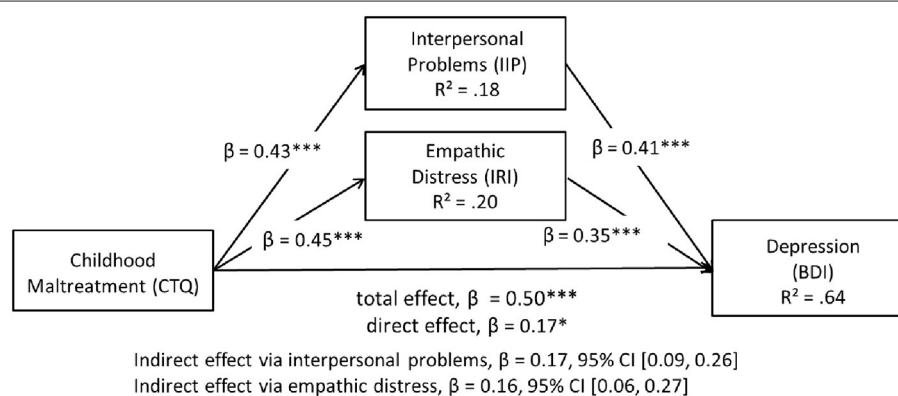 Interpersonal
Problems (IIP)
R² = .18
β = 0.43***
β = 0.41***
Empathic
Distress (IRI)
R² = .20
β = 0.45***
β = 0.35***
Childhood
Maltreatment (CTQ)
Depression
(BDI)
R² = .64
total effect, β = 0.50***
direct effect, β = 0.17*
Indirect effect via interpersonal problems, β = 0.17, 95% CI [0.09, 0.26]
Indirect effect via empathic distress, β = 0.16, 95% CI [0.06, 0.27]